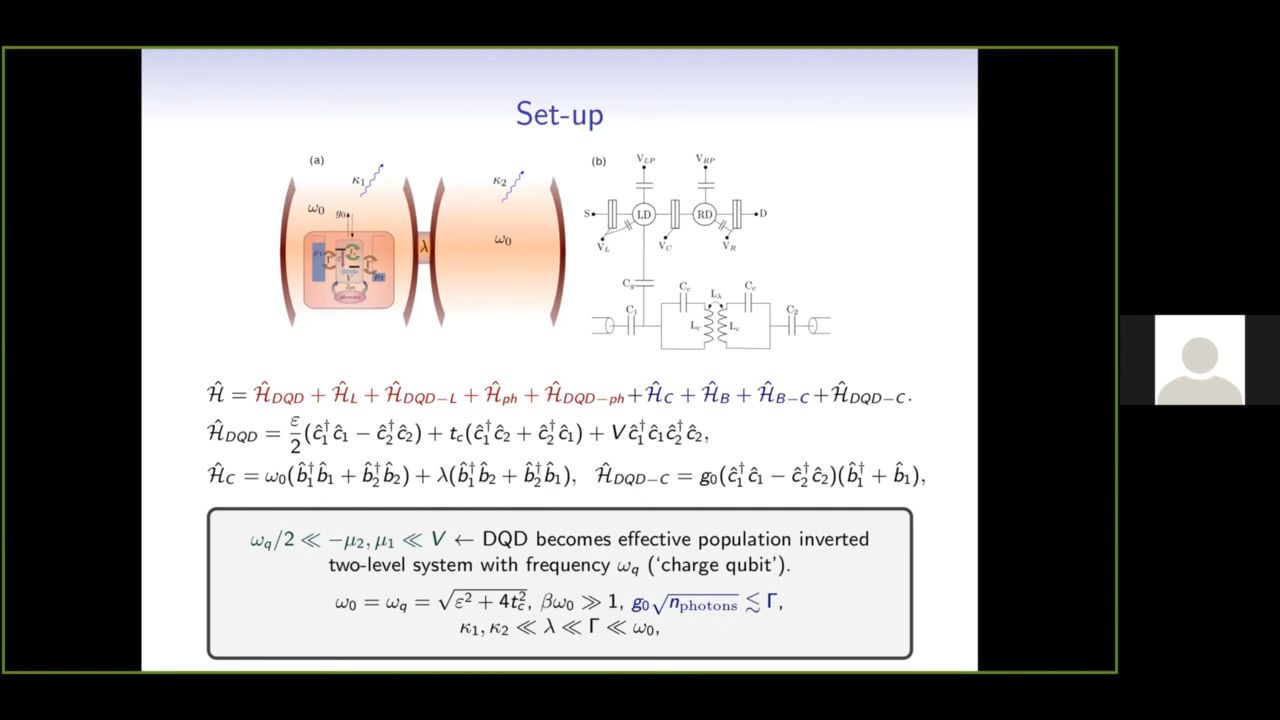 Set-up
(a)
κ₁
κ₂
ω₀
g₀
ω₀
λ
μ₁
t_c
ε
Γ
Γ
V
μ₂
phonons
(b)
V_LP
V_RP
S
LD
RD
D
V_L
V_C
V_R
C_g
C_c
L_λ
C_c
C₁
L_c
L_c
C₂
Ĥ = Ĥ_DQD + Ĥ_L + Ĥ_DQD−L + Ĥ_ph + Ĥ_DQD−ph + Ĥ_C + Ĥ_B + Ĥ_B−C + Ĥ_DQD−C.
Ĥ_DQD = ε/2 (ĉ₁†ĉ₁ − ĉ₂†ĉ₂) + t_c(ĉ₁†ĉ₂ + ĉ₂†ĉ₁) + V ĉ₁†ĉ₁ĉ₂†ĉ₂,
Ĥ_C = ω₀(b̂₁†b̂₁ + b̂₂†b̂₂) + λ(b̂₁†b̂₂ + b̂₂†b̂₁), Ĥ_DQD−C = g₀(ĉ₁†ĉ₁ − ĉ₂†ĉ₂)(b̂₁† + b̂₁),
ω_q/2 ≪ −μ₂, μ₁ ≪ V ← DQD becomes effective population inverted
two-level system with frequency ω_q (‘charge qubit’).
ω₀ = ω_q = √(ε² + 4t_c²), βω₀ ≫ 1, g₀√n_photons ≲ Γ,
κ₁, κ₂ ≪ λ ≪ Γ ≪ ω₀,